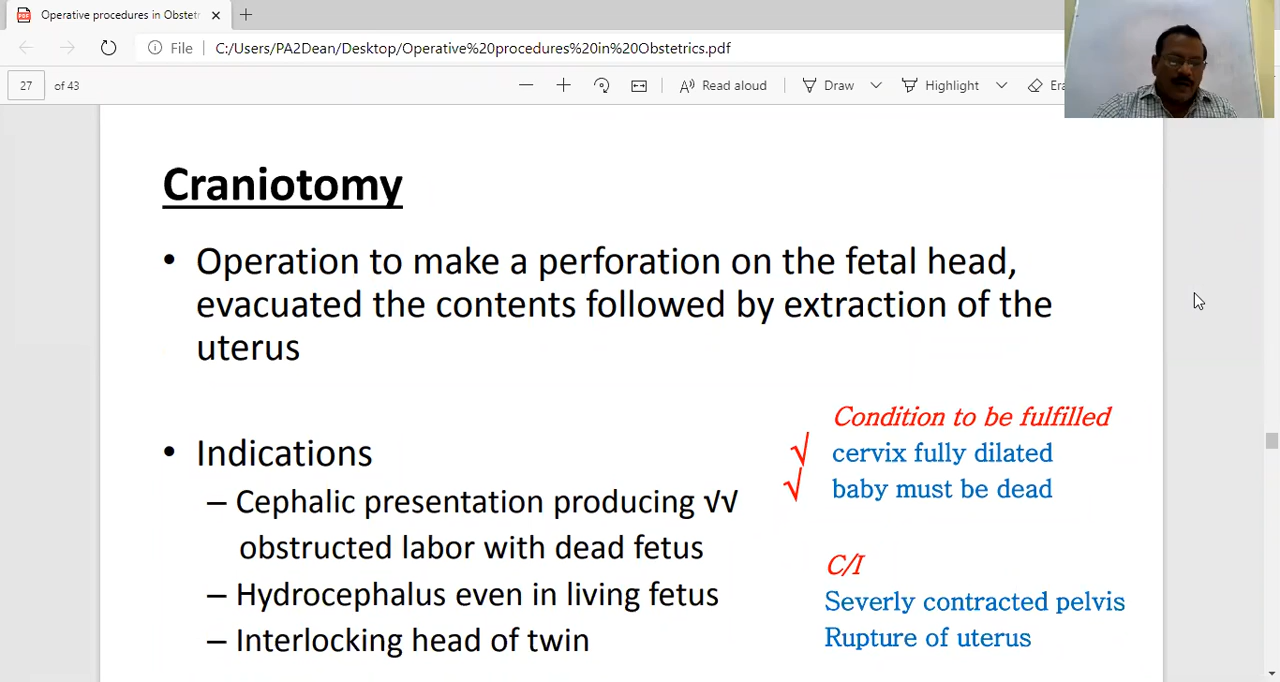 Operative procedures in Obstetr
File
C:/Users/PA2Dean/Desktop/Operative%20procedures%20in%20Obstetrics.pdf
27 of 43
Read aloud
Draw
Highlight
Era
Craniotomy
• Operation to make a perforation on the fetal head,
evacuated the contents followed by extraction of the
uterus
• Indications
– Cephalic presentation producing √√
obstructed labor with dead fetus
– Hydrocephalus even in living fetus
– Interlocking head of twin
Condition to be fulfilled
√ cervix fully dilated
√ baby must be dead
C/I
Severly contracted pelvis
Rupture of uterus